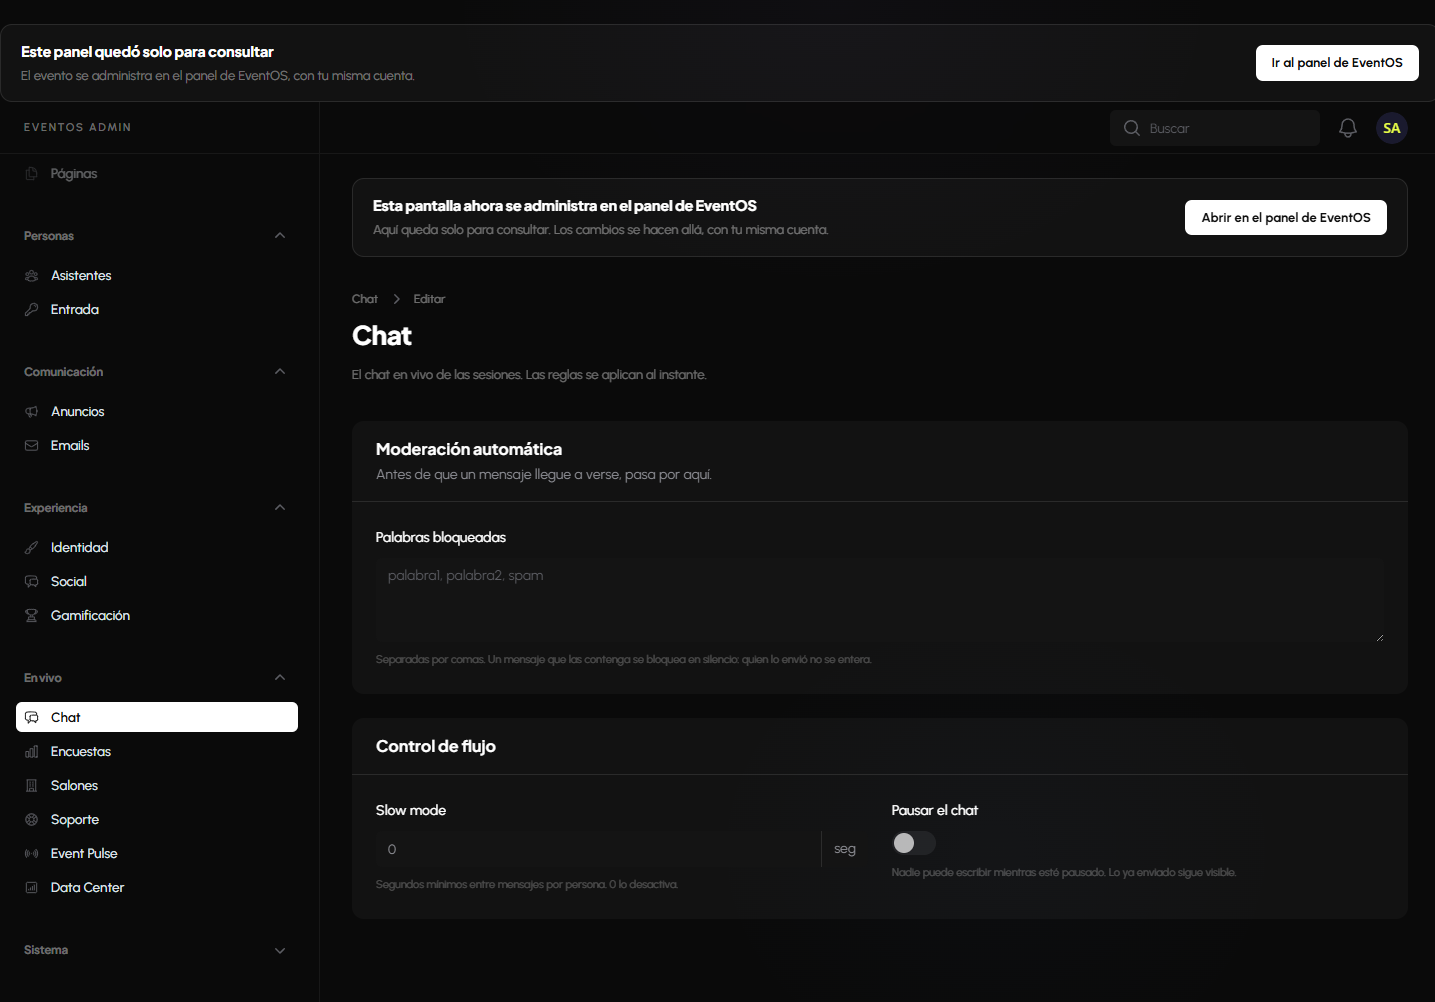 Este panel quedó solo para consultar
El evento se administra en el panel de EventOS, con tu misma cuenta.
Ir al panel de EventOS
EVENTOS ADMIN
Buscar
SA
Páginas
Personas
Asistentes
Entrada
Comunicación
Anuncios
Emails
Experiencia
Identidad
Social
Gamificación
En vivo
Chat
Encuestas
Salones
Soporte
Event Pulse
Data Center
Sistema
Esta pantalla ahora se administra en el panel de EventOS
Aquí queda solo para consultar. Los cambios se hacen allá, con tu misma cuenta.
Abrir en el panel de EventOS
Chat > Editar
Chat
El chat en vivo de las sesiones. Las reglas se aplican al instante.
Moderación automática
Antes de que un mensaje llegue a verse, pasa por aquí.
Palabras bloqueadas
palabra1, palabra2, spam
Separadas por comas. Un mensaje que las contenga se bloquea en silencio: quien lo envió no se entera.
Control de flujo
Slow mode
0
seg
Segundos mínimos entre mensajes por persona. 0 lo desactiva.
Pausar el chat
Nadie puede escribir mientras esté pausado. Lo ya enviado sigue visible.